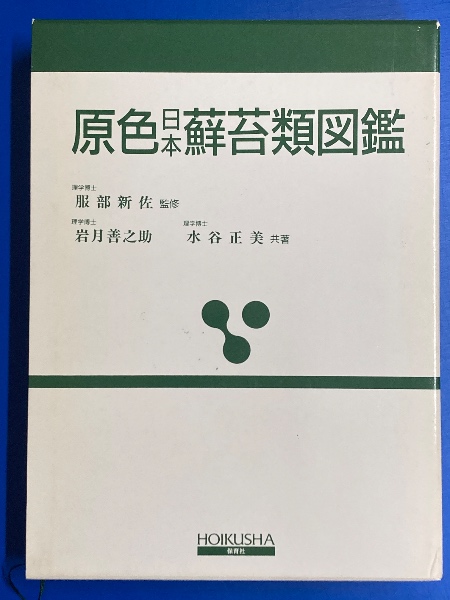 原色日本蘚苔類図鑑
理学博士
服部新佐 監修
理学博士 理学博士
岩月善之助 水谷正美 共著
HOIKUSHA
保育社